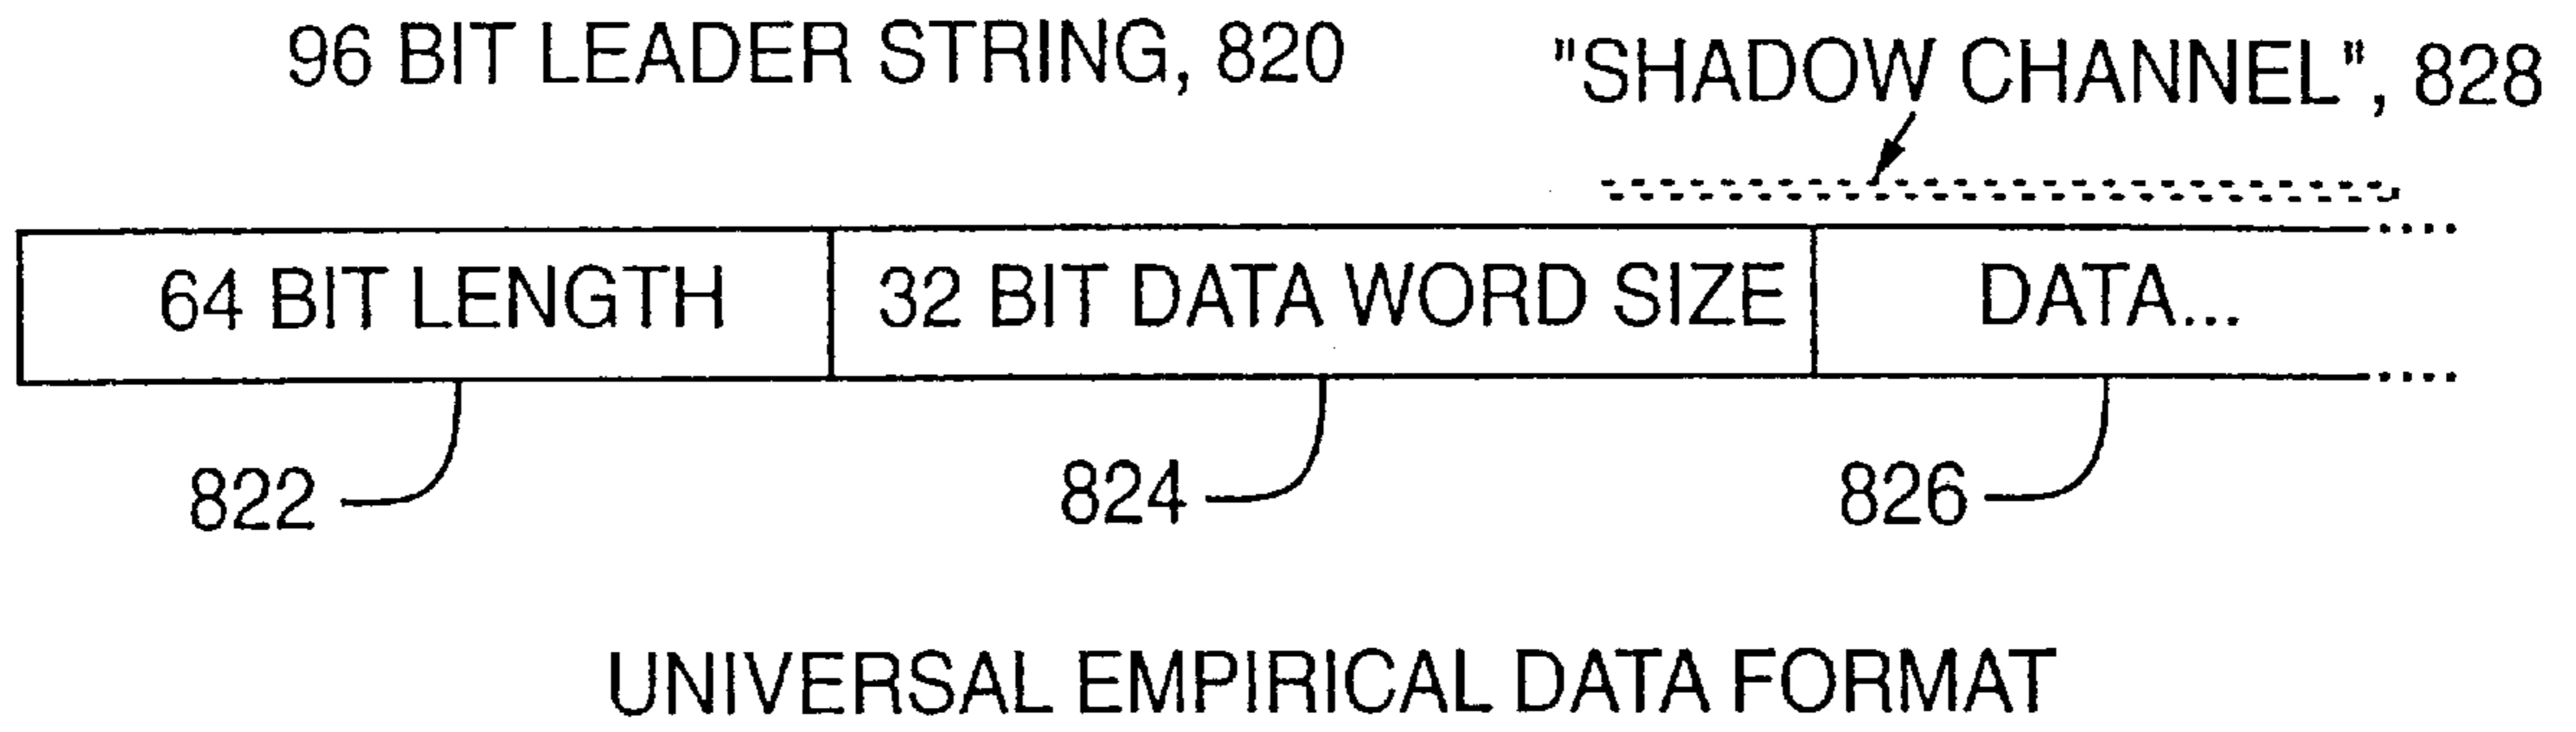 96 BIT LEADER STRING, 820
"SHADOW CHANNEL", 828
64 BIT LENGTH
32 BIT DATA WORD SIZE
DATA...
822
824
826
UNIVERSAL EMPIRICAL DATA FORMAT